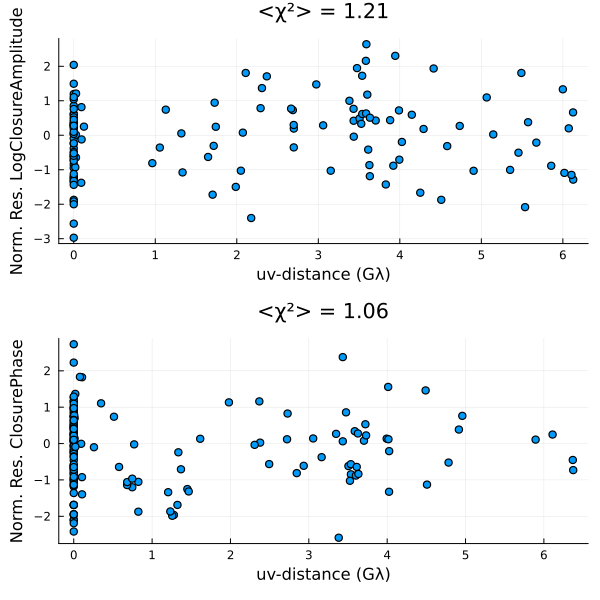 <χ²> = 1.21
Norm. Res. LogClosureAmplitude
2
1
0
−1
−2
−3
0 1 2 3 4 5 6
uv-distance (Gλ)
<χ²> = 1.06
Norm. Res. ClosurePhase
2
1
0
−1
−2
0 1 2 3 4 5 6
uv-distance (Gλ)